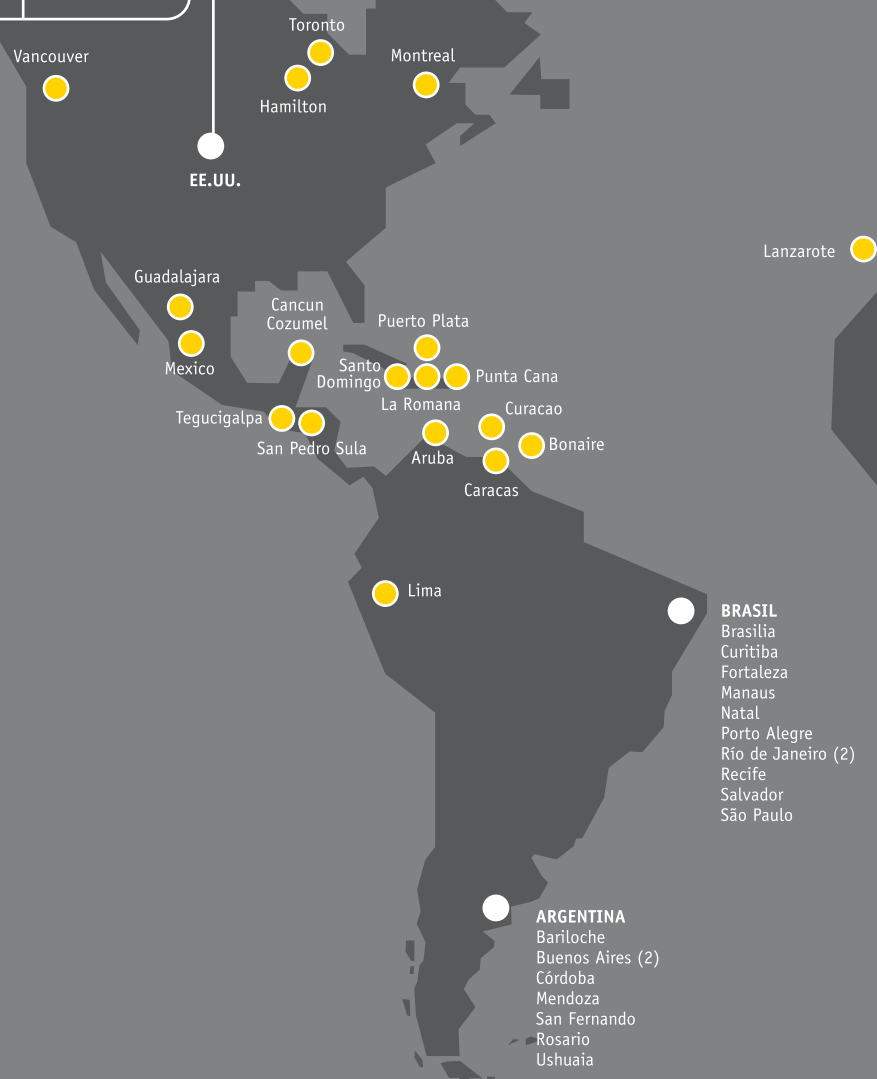 Toronto
Vancouver
Montreal
Hamilton
EE.UU.
Lanzarote
Guadalajara
Cancun
Cozumel
Puerto Plata
Mexico
Santo
Domingo
Punta Cana
La Romana
Curacao
Tegucigalpa
San Pedro Sula
Aruba
Bonaire
Caracas
Lima
BRASIL
Brasilia
Curitiba
Fortaleza
Manaus
Natal
Porto Alegre
Río de Janeiro (2)
Recife
Salvador
São Paulo
ARGENTINA
Bariloche
Buenos Aires (2)
Córdoba
Mendoza
San Fernando
Rosario
Ushuaia